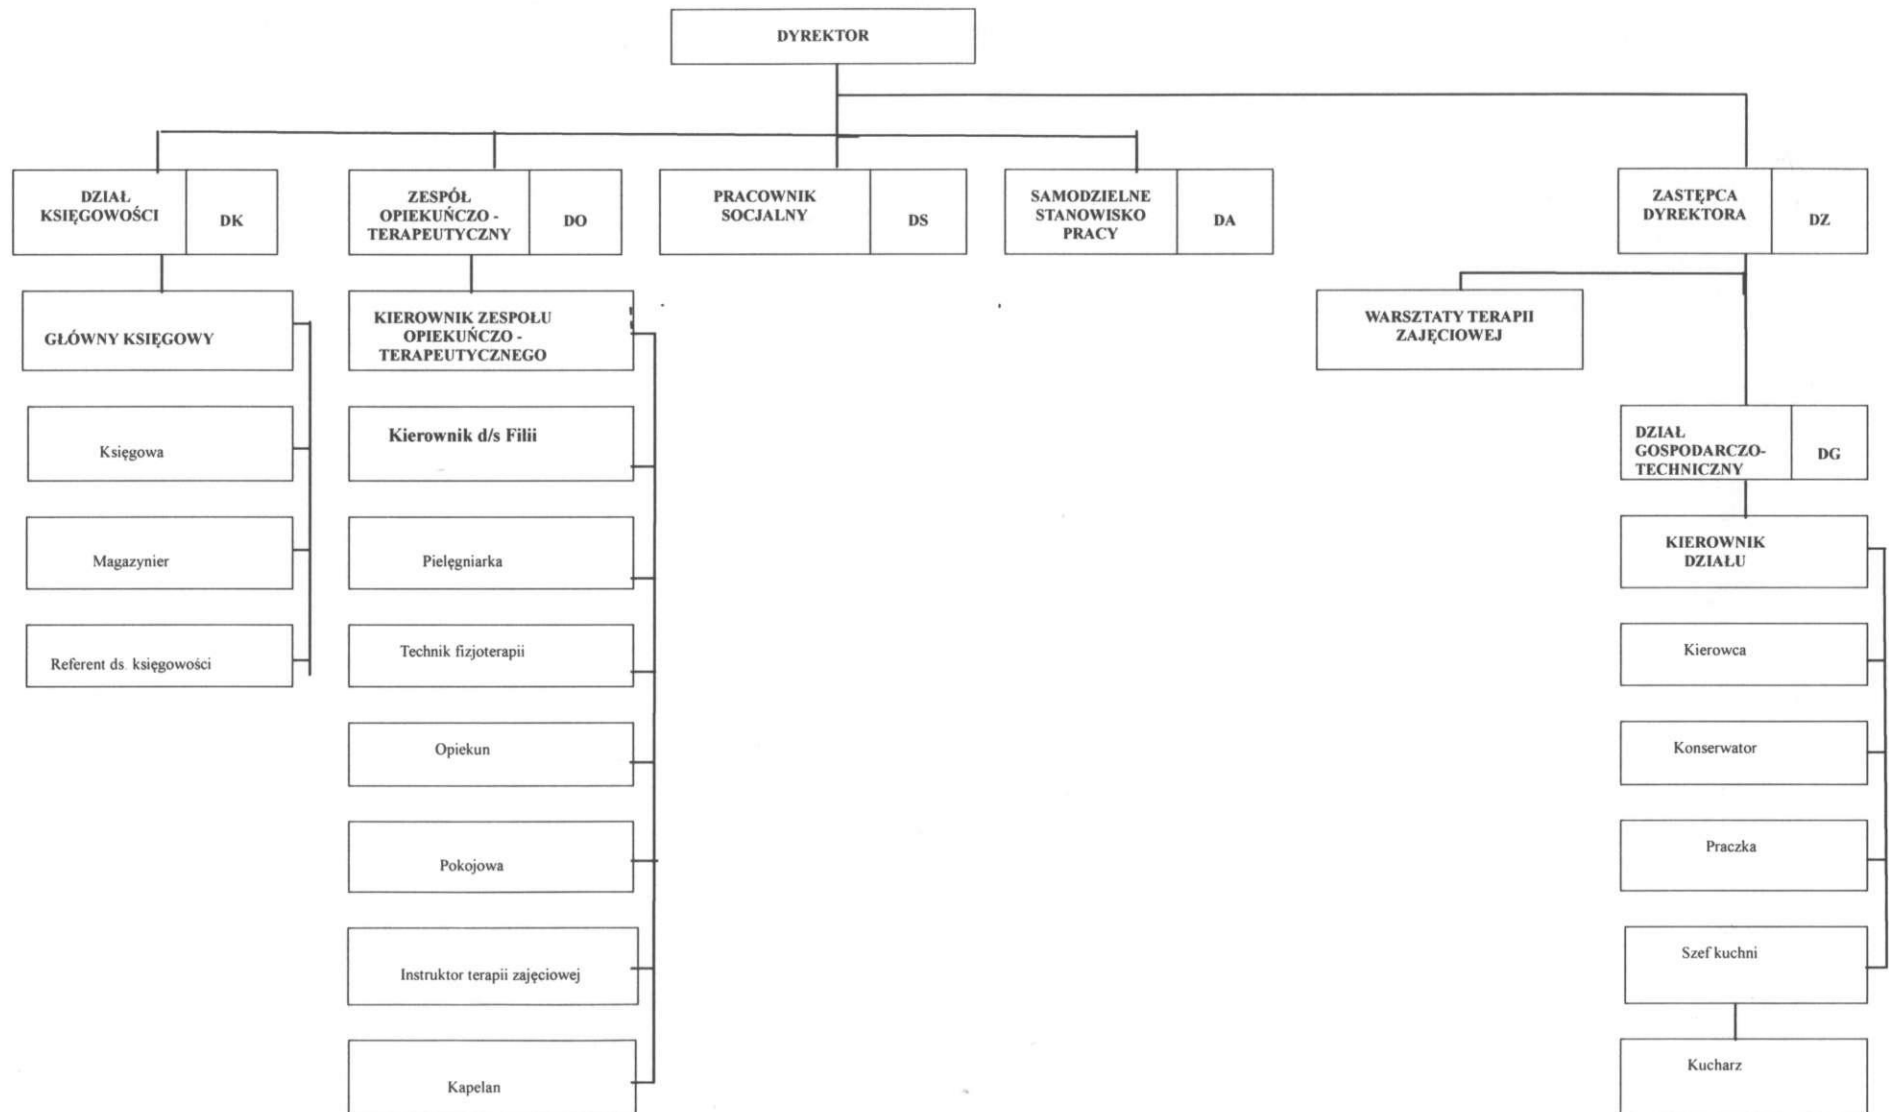 DYREKTOR
DZIAŁ
KSIĘGOWOŚCI
DK
ZESPÓŁ
OPIEKUŃCZO -
TERAPEUTYCZNY
DO
PRACOWNIK
SOCJALNY
DS
SAMODZIELNE
STANOWISKO
PRACY
DA
ZASTĘPCA
DYREKTORA
DZ
GŁÓWNY KSIĘGOWY
KIEROWNIK ZESPOŁU
OPIEKUŃCZO -
TERAPEUTYCZNEGO
WARSZTATY TERAPII
ZAJĘCIOWEJ
Księgowa
Kierownik d/s Filii
DZIAŁ
GOSPODARCZO-
TECHNICZNY
DG
Magazynier
Pielęgniarka
KIEROWNIK
DZIAŁU
Referent ds. księgowości
Technik fizjoterapii
Kierowca
Opiekun
Konserwator
Pokojowa
Praczka
Instruktor terapii zajęciowej
Szef kuchni
Kapelan
Kucharz